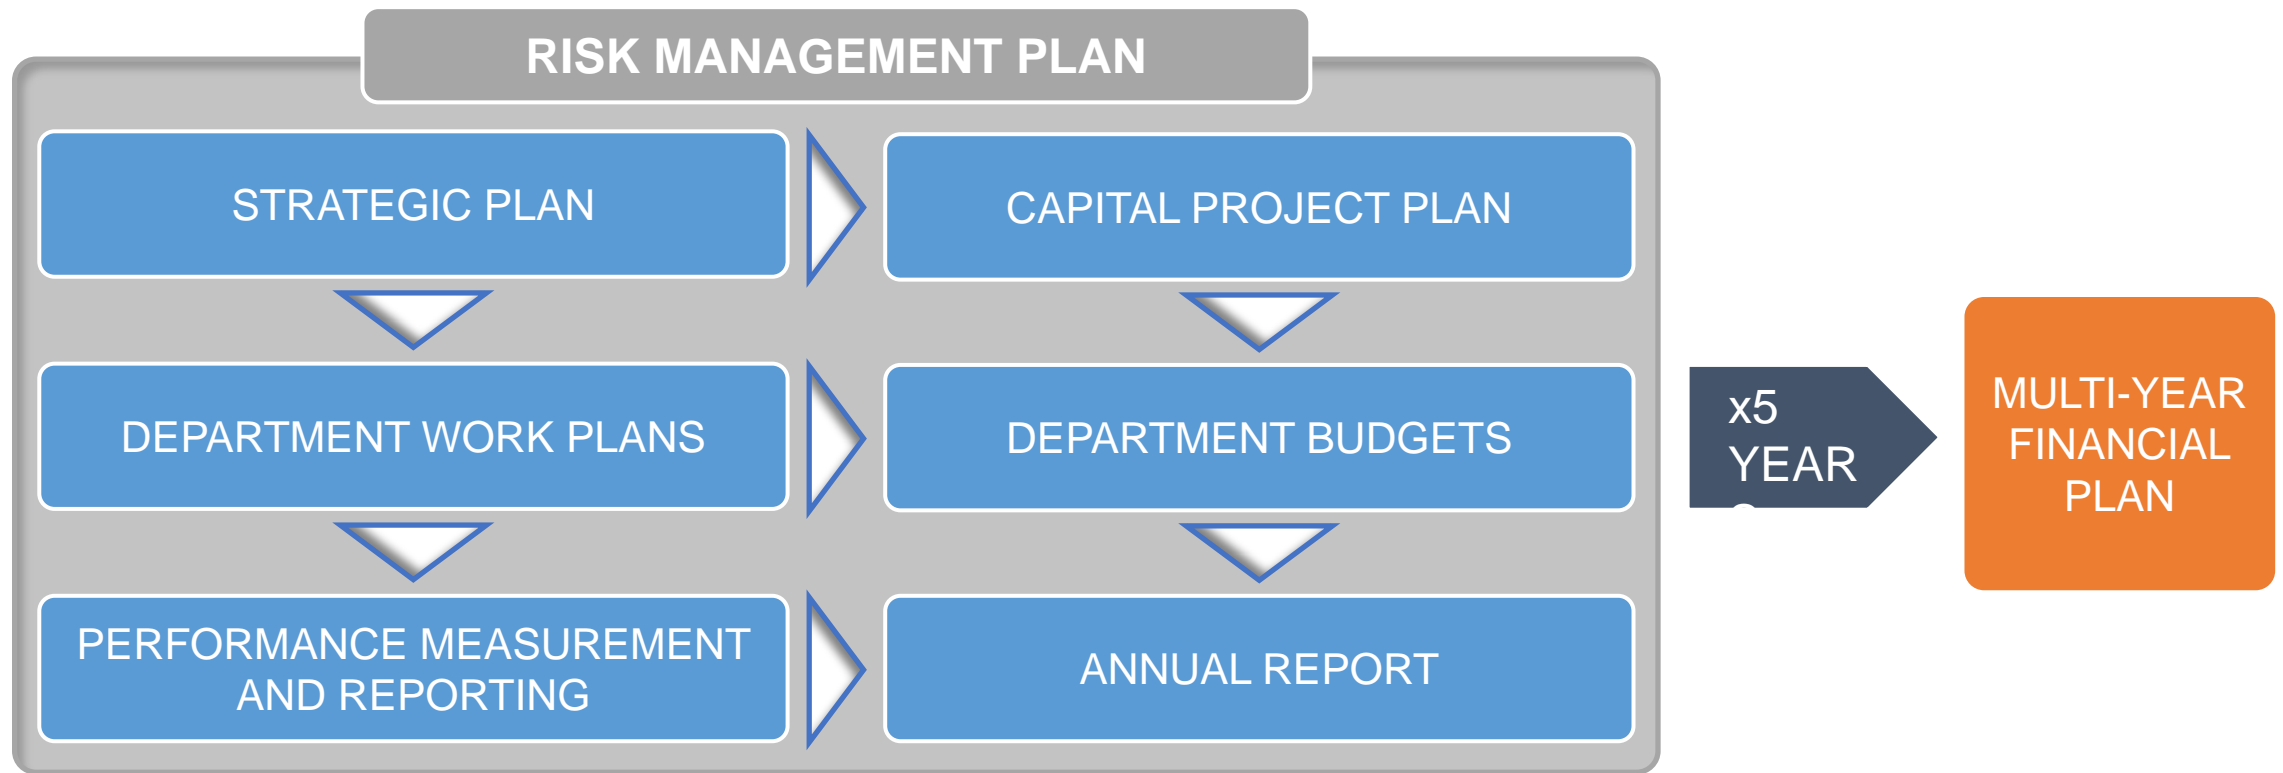 RISK MANAGEMENT PLAN
STRATEGIC PLAN
CAPITAL PROJECT PLAN
DEPARTMENT WORK PLANS
DEPARTMENT BUDGETS
PERFORMANCE MEASUREMENT
AND REPORTING
ANNUAL REPORT
x5
YEAR
MULTI-YEAR
FINANCIAL
PLAN